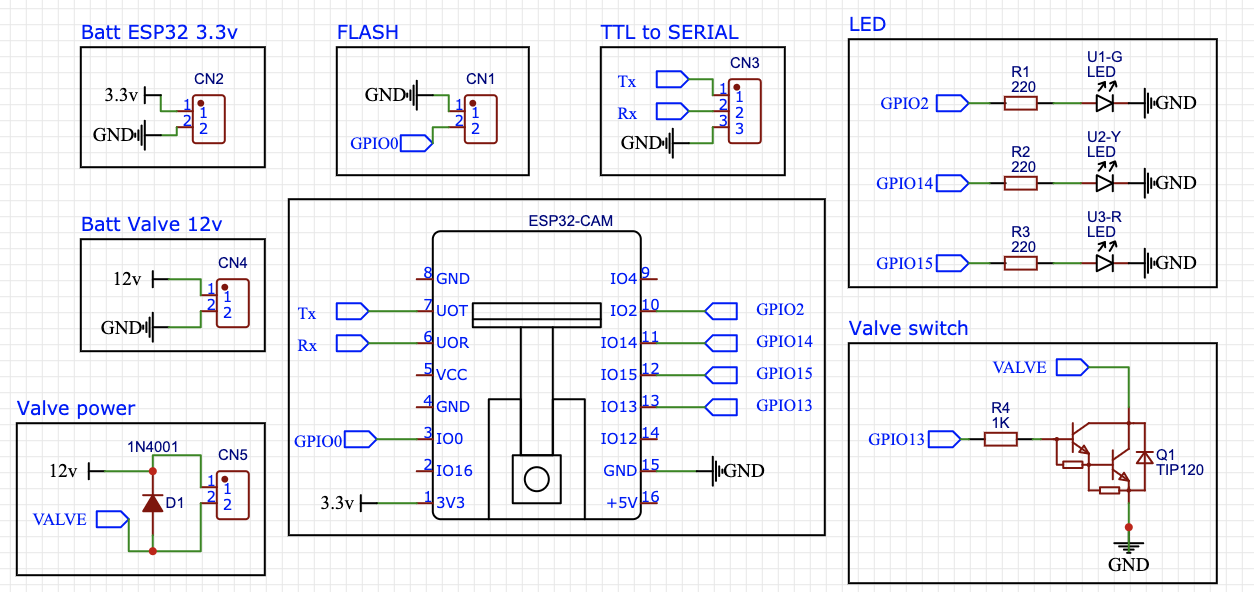 Batt ESP32 3.3v
CN2
3.3v
GND
1
2
1
2
FLASH
CN1
GND
GPIO0
1
2
1
2
TTL to SERIAL
CN3
Tx
Rx
GND
1
2
3
1
2
3
LED
GPIO2
R1
220
U1-G
LED
GND
GPIO14
R2
220
U2-Y
LED
GND
GPIO15
R3
220
U3-R
LED
GND
Batt Valve 12v
CN4
12v
GND
1
2
1
2
Valve power
1N4001
CN5
12v
D1
VALVE
1
2
1
2
ESP32-CAM
8 GND
Tx 7 UOT
Rx 6 UOR
5 VCC
4 GND
GPIO0 3 IO0
2 IO16
3.3v 1 3V3
IO4 9
IO2 10 GPIO2
IO14 11 GPIO14
IO15 12 GPIO15
IO13 13 GPIO13
IO12 14
GND 15 GND
+5V 16
Valve switch
VALVE
GPIO13
R4
1K
Q1
TIP120
GND